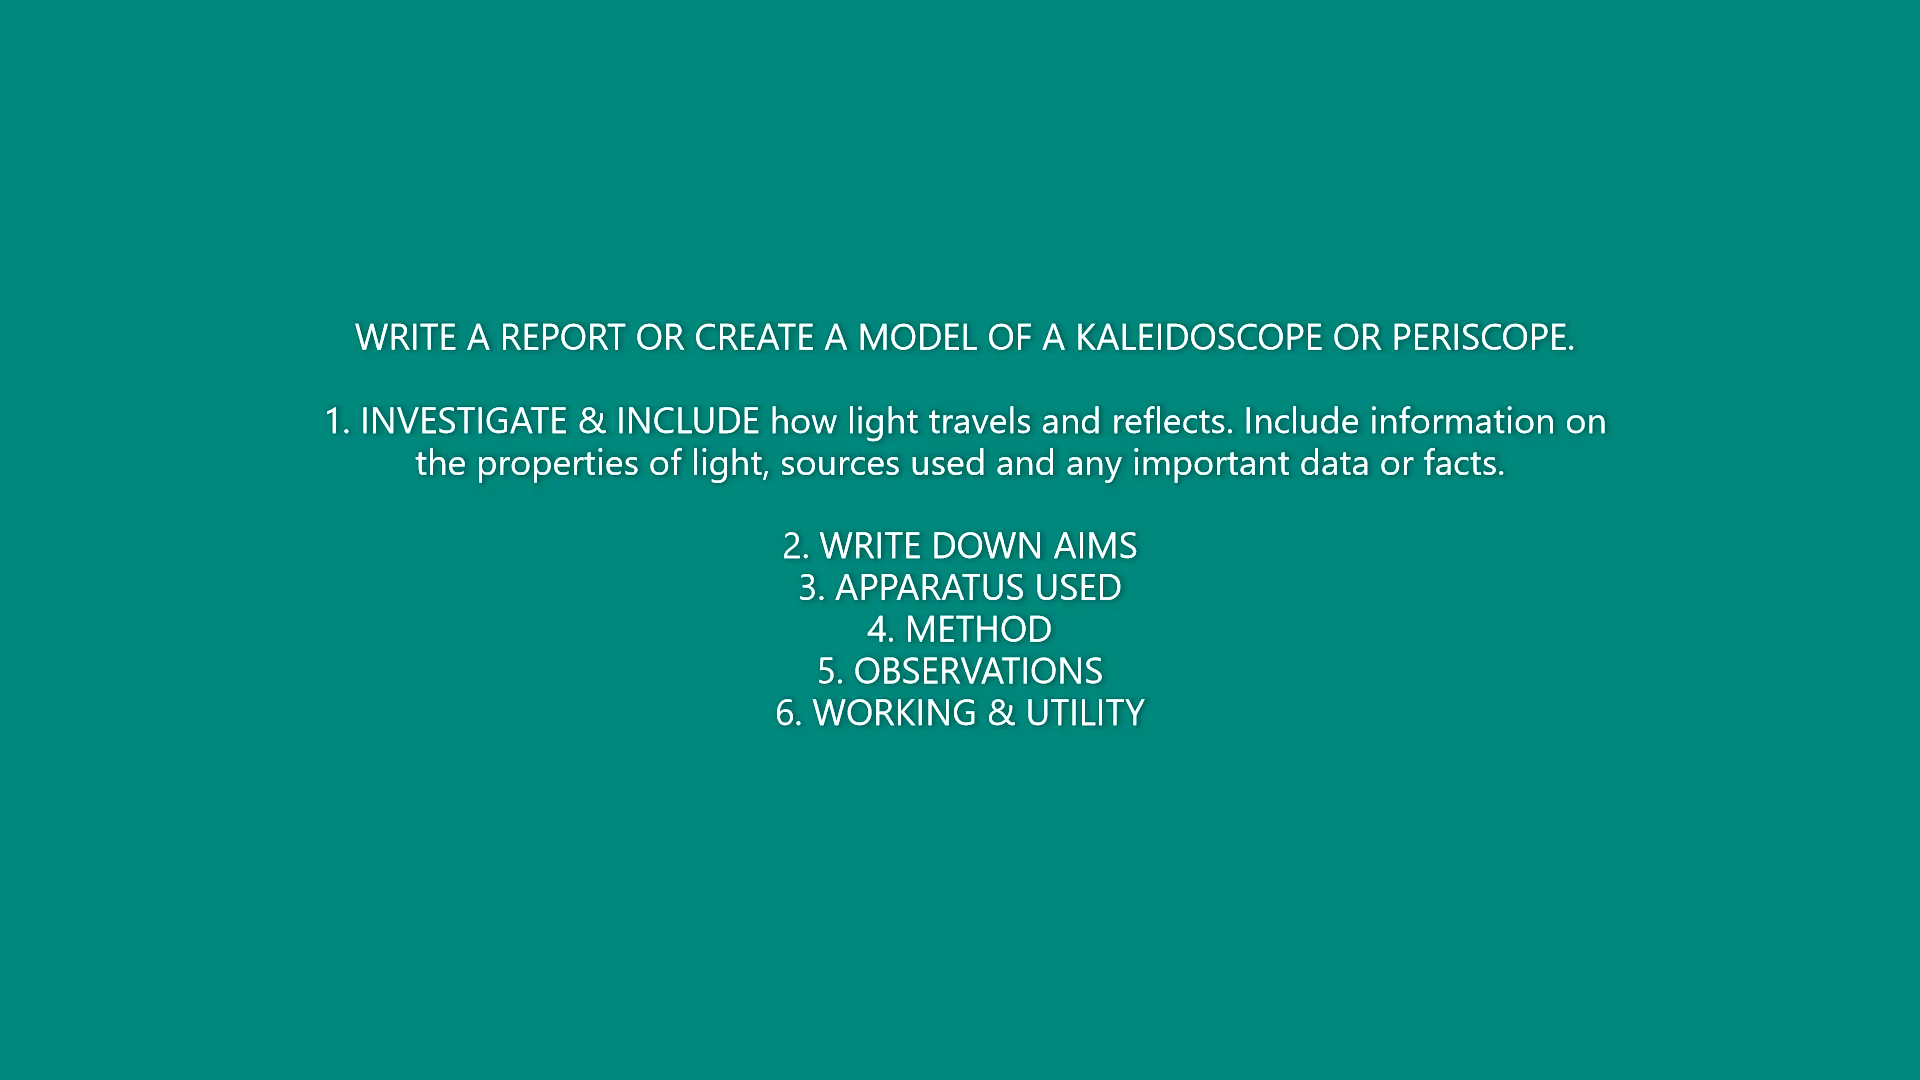 WRITE A REPORT OR CREATE A MODEL OF A KALEIDOSCOPE OR PERISCOPE.
1. INVESTIGATE & INCLUDE how light travels and reflects. Include information on
the properties of light, sources used and any important data or facts.
2. WRITE DOWN AIMS
3. APPARATUS USED
4. METHOD
5. OBSERVATIONS
6. WORKING & UTILITY